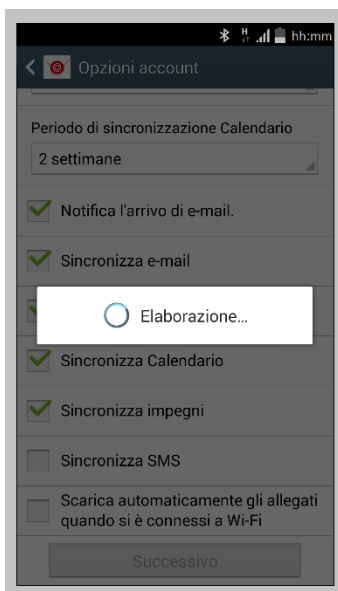 H
hh:mm
Opzioni account
Periodo di sincronizzazione Calendario
2 settimane
Notifica l'arrivo di e-mail.
Sincronizza e-mail
Elaborazione...
Sincronizza Calendario
Sincronizza impegni
Sincronizza SMS
Scarica automaticamente gli allegati
quando si è connessi a Wi-Fi
Successivo